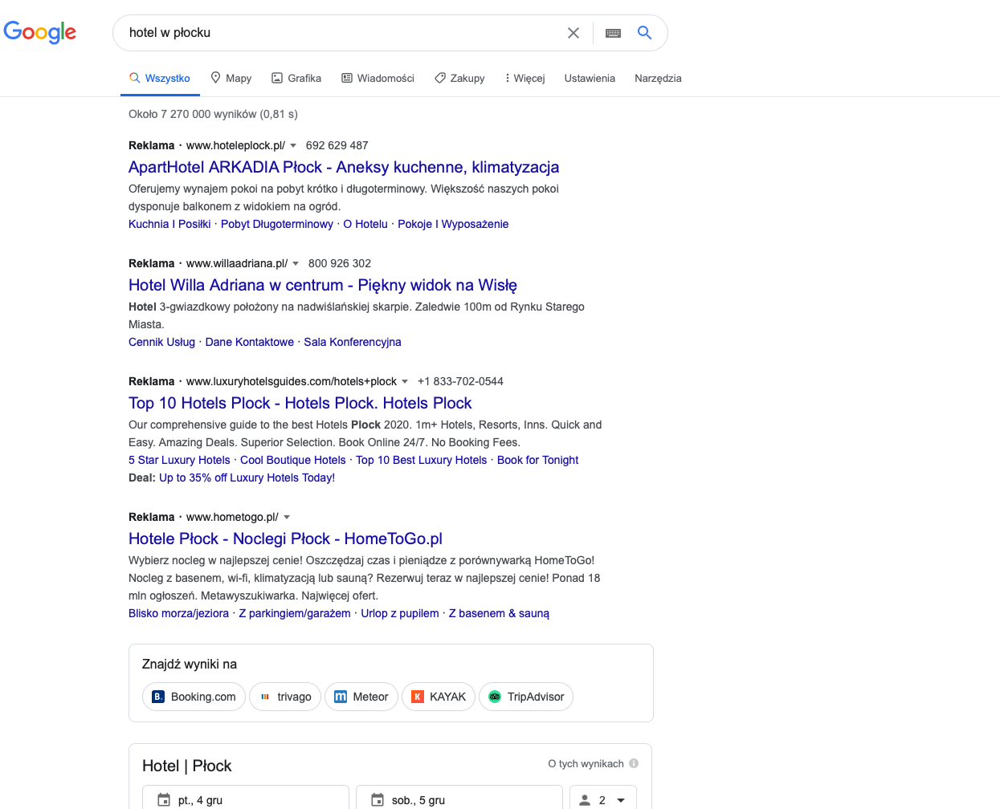 Google
hotel w płocku
Wszystko Mapy Grafika Wiadomości Zakupy Więcej Ustawienia Narzędzia
Około 7 270 000 wyników (0,81 s)
Reklama · www.hoteleplock.pl/ 692 629 487
ApartHotel ARKADIA Płock - Aneksy kuchenne, klimatyzacja
Oferujemy wynajem pokoi na pobyt krótko i długoterminowy. Większość naszych pokoi
dysponuje balkonem z widokiem na ogród.
Kuchnia I Posiłki · Pobyt Długoterminowy · O Hotelu · Pokoje I Wyposażenie
Reklama · www.willaadriana.pl/ 800 926 302
Hotel Willa Adriana w centrum - Piękny widok na Wisłę
Hotel 3-gwiazdkowy położony na nadwiślańskiej skarpie. Zaledwie 100m od Rynku Starego
Miasta.
Cennik Usług · Dane Kontaktowe · Sala Konferencyjna
Reklama · www.luxuryhotelsguides.com/hotels+plock +1 833-702-0544
Top 10 Hotels Plock - Hotels Plock. Hotels Plock
Our comprehensive guide to the best Hotels Plock 2020. 1m+ Hotels, Resorts, Inns. Quick and
Easy. Amazing Deals. Superior Selection. Book Online 24/7. No Booking Fees.
5 Star Luxury Hotels · Cool Boutique Hotels · Top 10 Best Luxury Hotels · Book for Tonight
Deal: Up to 35% off Luxury Hotels Today!
Reklama · www.hometogo.pl/
Hotele Płock - Noclegi Płock - HomeToGo.pl
Wybierz nocleg w najlepszej cenie! Oszczędzaj czas i pieniądze z porównywarką HomeToGo!
Nocleg z basenem, wi-fi, klimatyzacją lub sauną? Rezerwuj teraz w najlepszej cenie! Ponad 18
mln ogłoszeń. Metawyszukiwarka. Najwięcej ofert.
Blisko morza/jeziora · Z parkingiem/garażem · Urlop z pupilem · Z basenem & sauną
Znajdź wyniki na
B. Booking.com trivago m Meteor K KAYAK TripAdvisor
Hotel | Płock O tych wynikach
pt., 4 gru sob., 5 gru 2